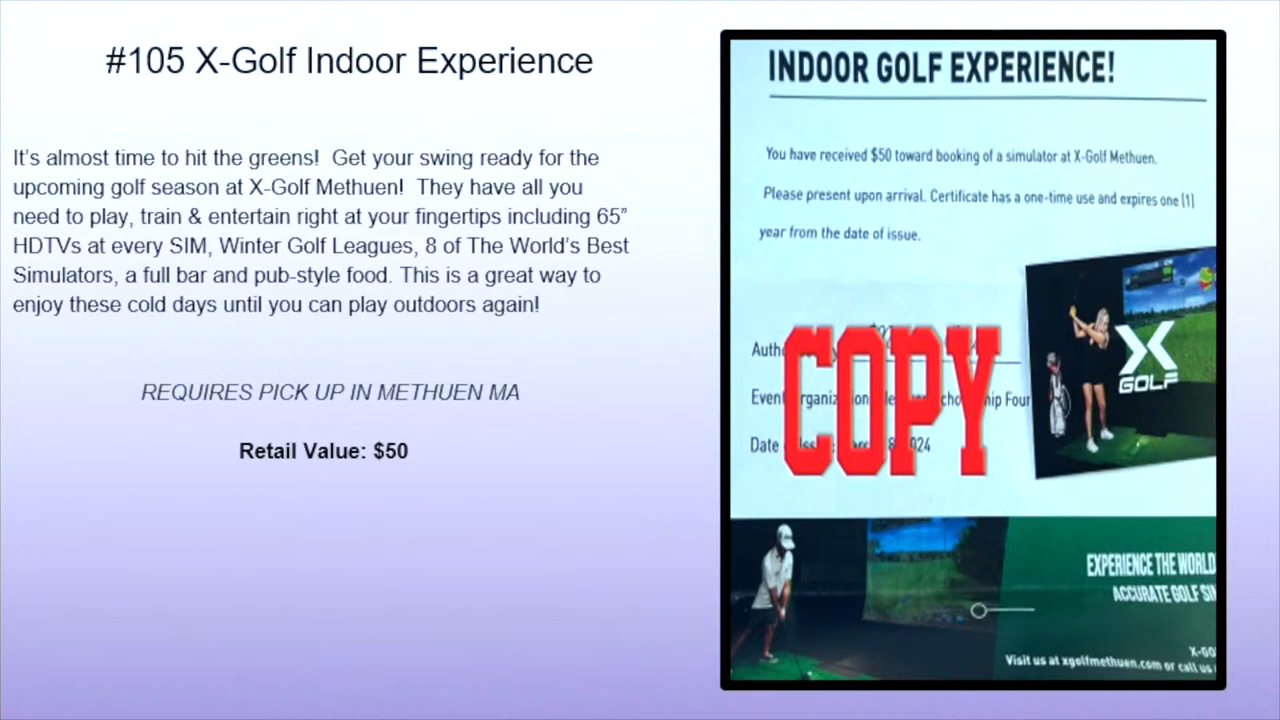 #105 X-Golf Indoor Experience
It's almost time to hit the greens!  Get your swing ready for the
upcoming golf season at X-Golf Methuen!  They have all you
need to play, train & entertain right at your fingertips including 65”
HDTVs at every SIM, Winter Golf Leagues, 8 of The World's Best
Simulators, a full bar and pub-style food. This is a great way to
enjoy these cold days until you can play outdoors again!
REQUIRES PICK UP IN METHUEN MA
Retail Value: $50
INDOOR GOLF EXPERIENCE!
You have received $50 toward booking of a simulator at X-Golf Methuen.
Please present upon arrival. Certificate has a one-time use and expires one (1)
year from the date of issue.
COPY
Event
Date
X
GOLF
EXPERIENCE THE WORLD
ACCURATE GOLF
Visit us at xgolfmethuen.com or call us